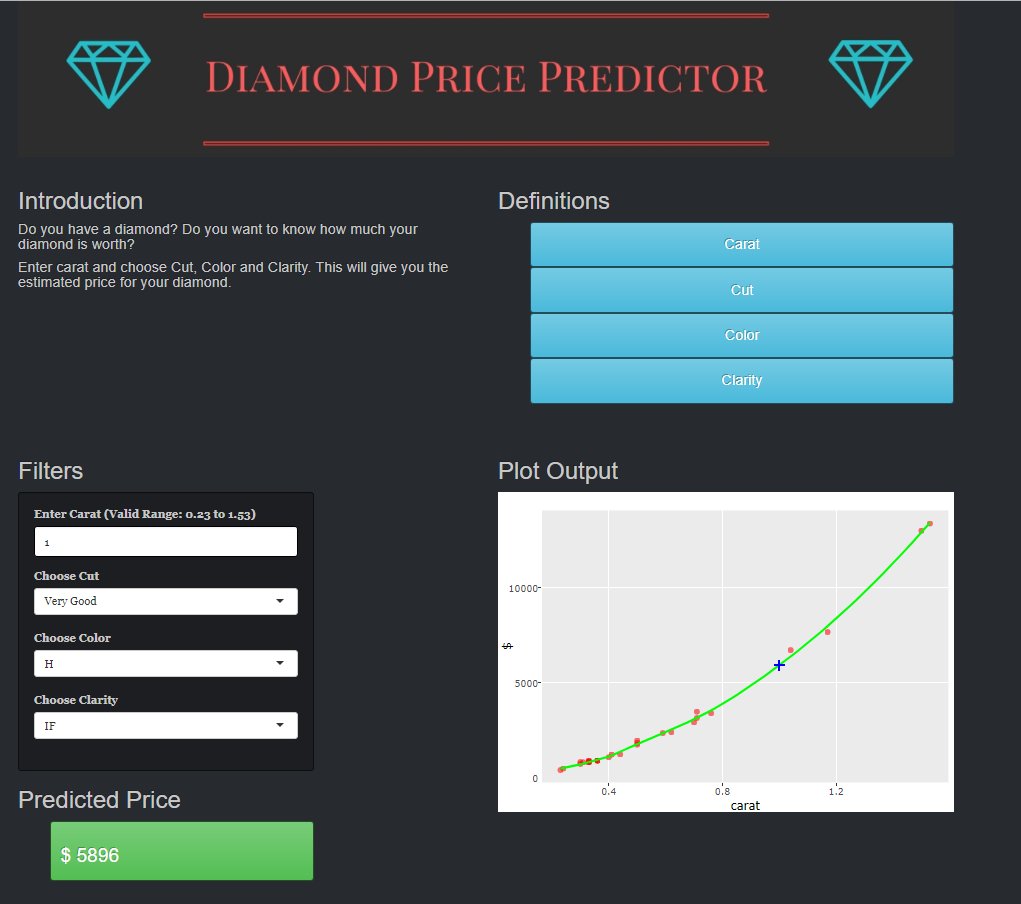 Diamond Price Predictor
Introduction
Do you have a diamond? Do you want to know how much your
diamond is worth?
Enter carat and choose Cut, Color and Clarity. This will give you the
estimated price for your diamond.
Definitions
Carat
Cut
Color
Clarity
Filters
Enter Carat (Valid Range: 0.23 to 1.53)
1
Choose Cut
Very Good
Choose Color
H
Choose Clarity
IF
Predicted Price
$ 5896
Plot Output
10000
5000
0
$
0.4 0.8 1.2
carat